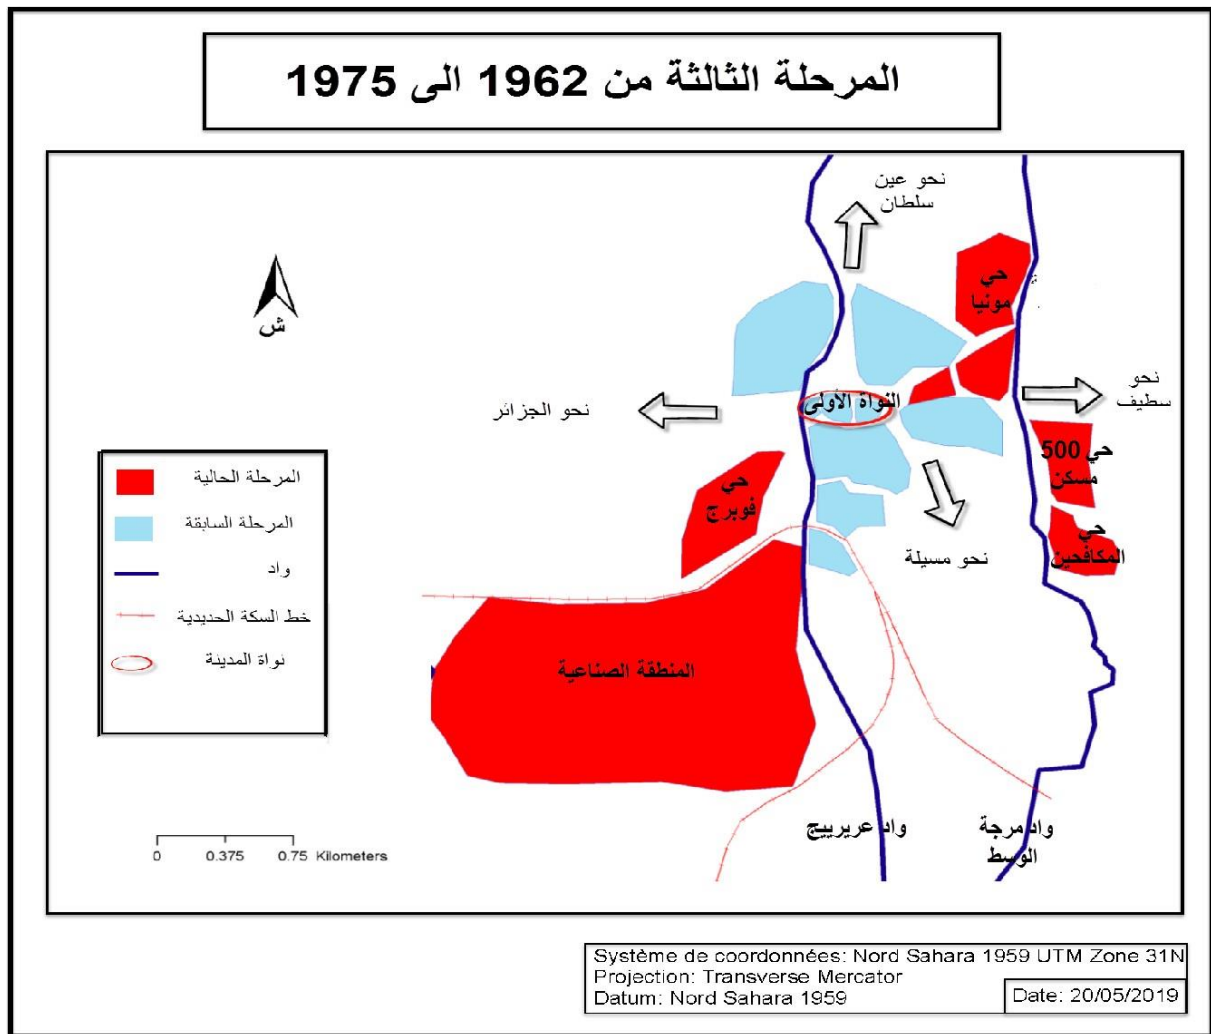 المرحلة الثالثة من 1962 الى 1975
نحو عين
سلطان
حي
مونيا
ش
نحو
سطيف
النواة الأولى
نحو الجزائر
حي 500
مسكن
حي
فوبرج
حي
المكافحين
نحو مسيلة
المرحلة الحالية
المرحلة السابقة
واد
خط السكة الحديدية
نواة المدينة
المنطقة الصناعية
واد مرجة
الوسط
واد عريرييج
0 0.375 0.75 Kilometers
Système de coordonnées: Nord Sahara 1959 UTM Zone 31N
Projection: Transverse Mercator
Datum: Nord Sahara 1959
Date: 20/05/2019